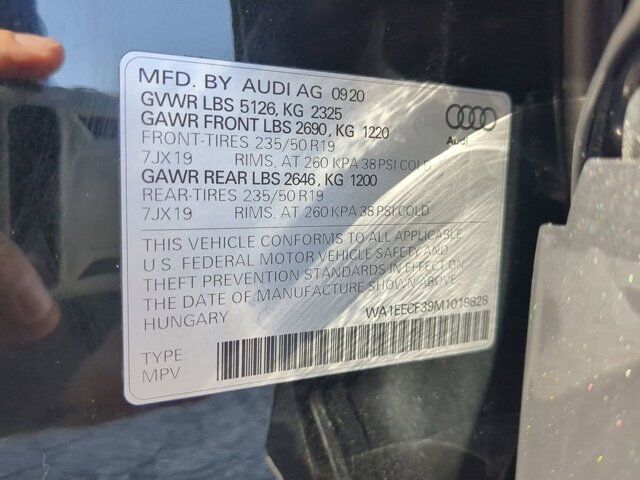 MFD. BY AUDI AG 0920
GVWR LBS 5126, KG 2325
GAWR FRONT LBS 2690, KG 1220
FRONT-TIRES 235/50 R19
7JX19 RIMS, AT 260 KPA 38 PSI COLD
GAWR REAR LBS 2646, KG 1200
REAR-TIRES 235/50 R19
7JX19 RIMS, AT 260 KPA 38 PSI COLD
Audi
THIS VEHICLE CONFORMS TO ALL APPLICABLE
U.S. FEDERAL MOTOR VEHICLE SAFETY AND
THEFT PREVENTION STANDARDS IN EFFECT ON
THE DATE OF MANUFACTURE SHOWN ABOVE
HUNGARY WA1EECF39M1019828
TYPE:
MPV